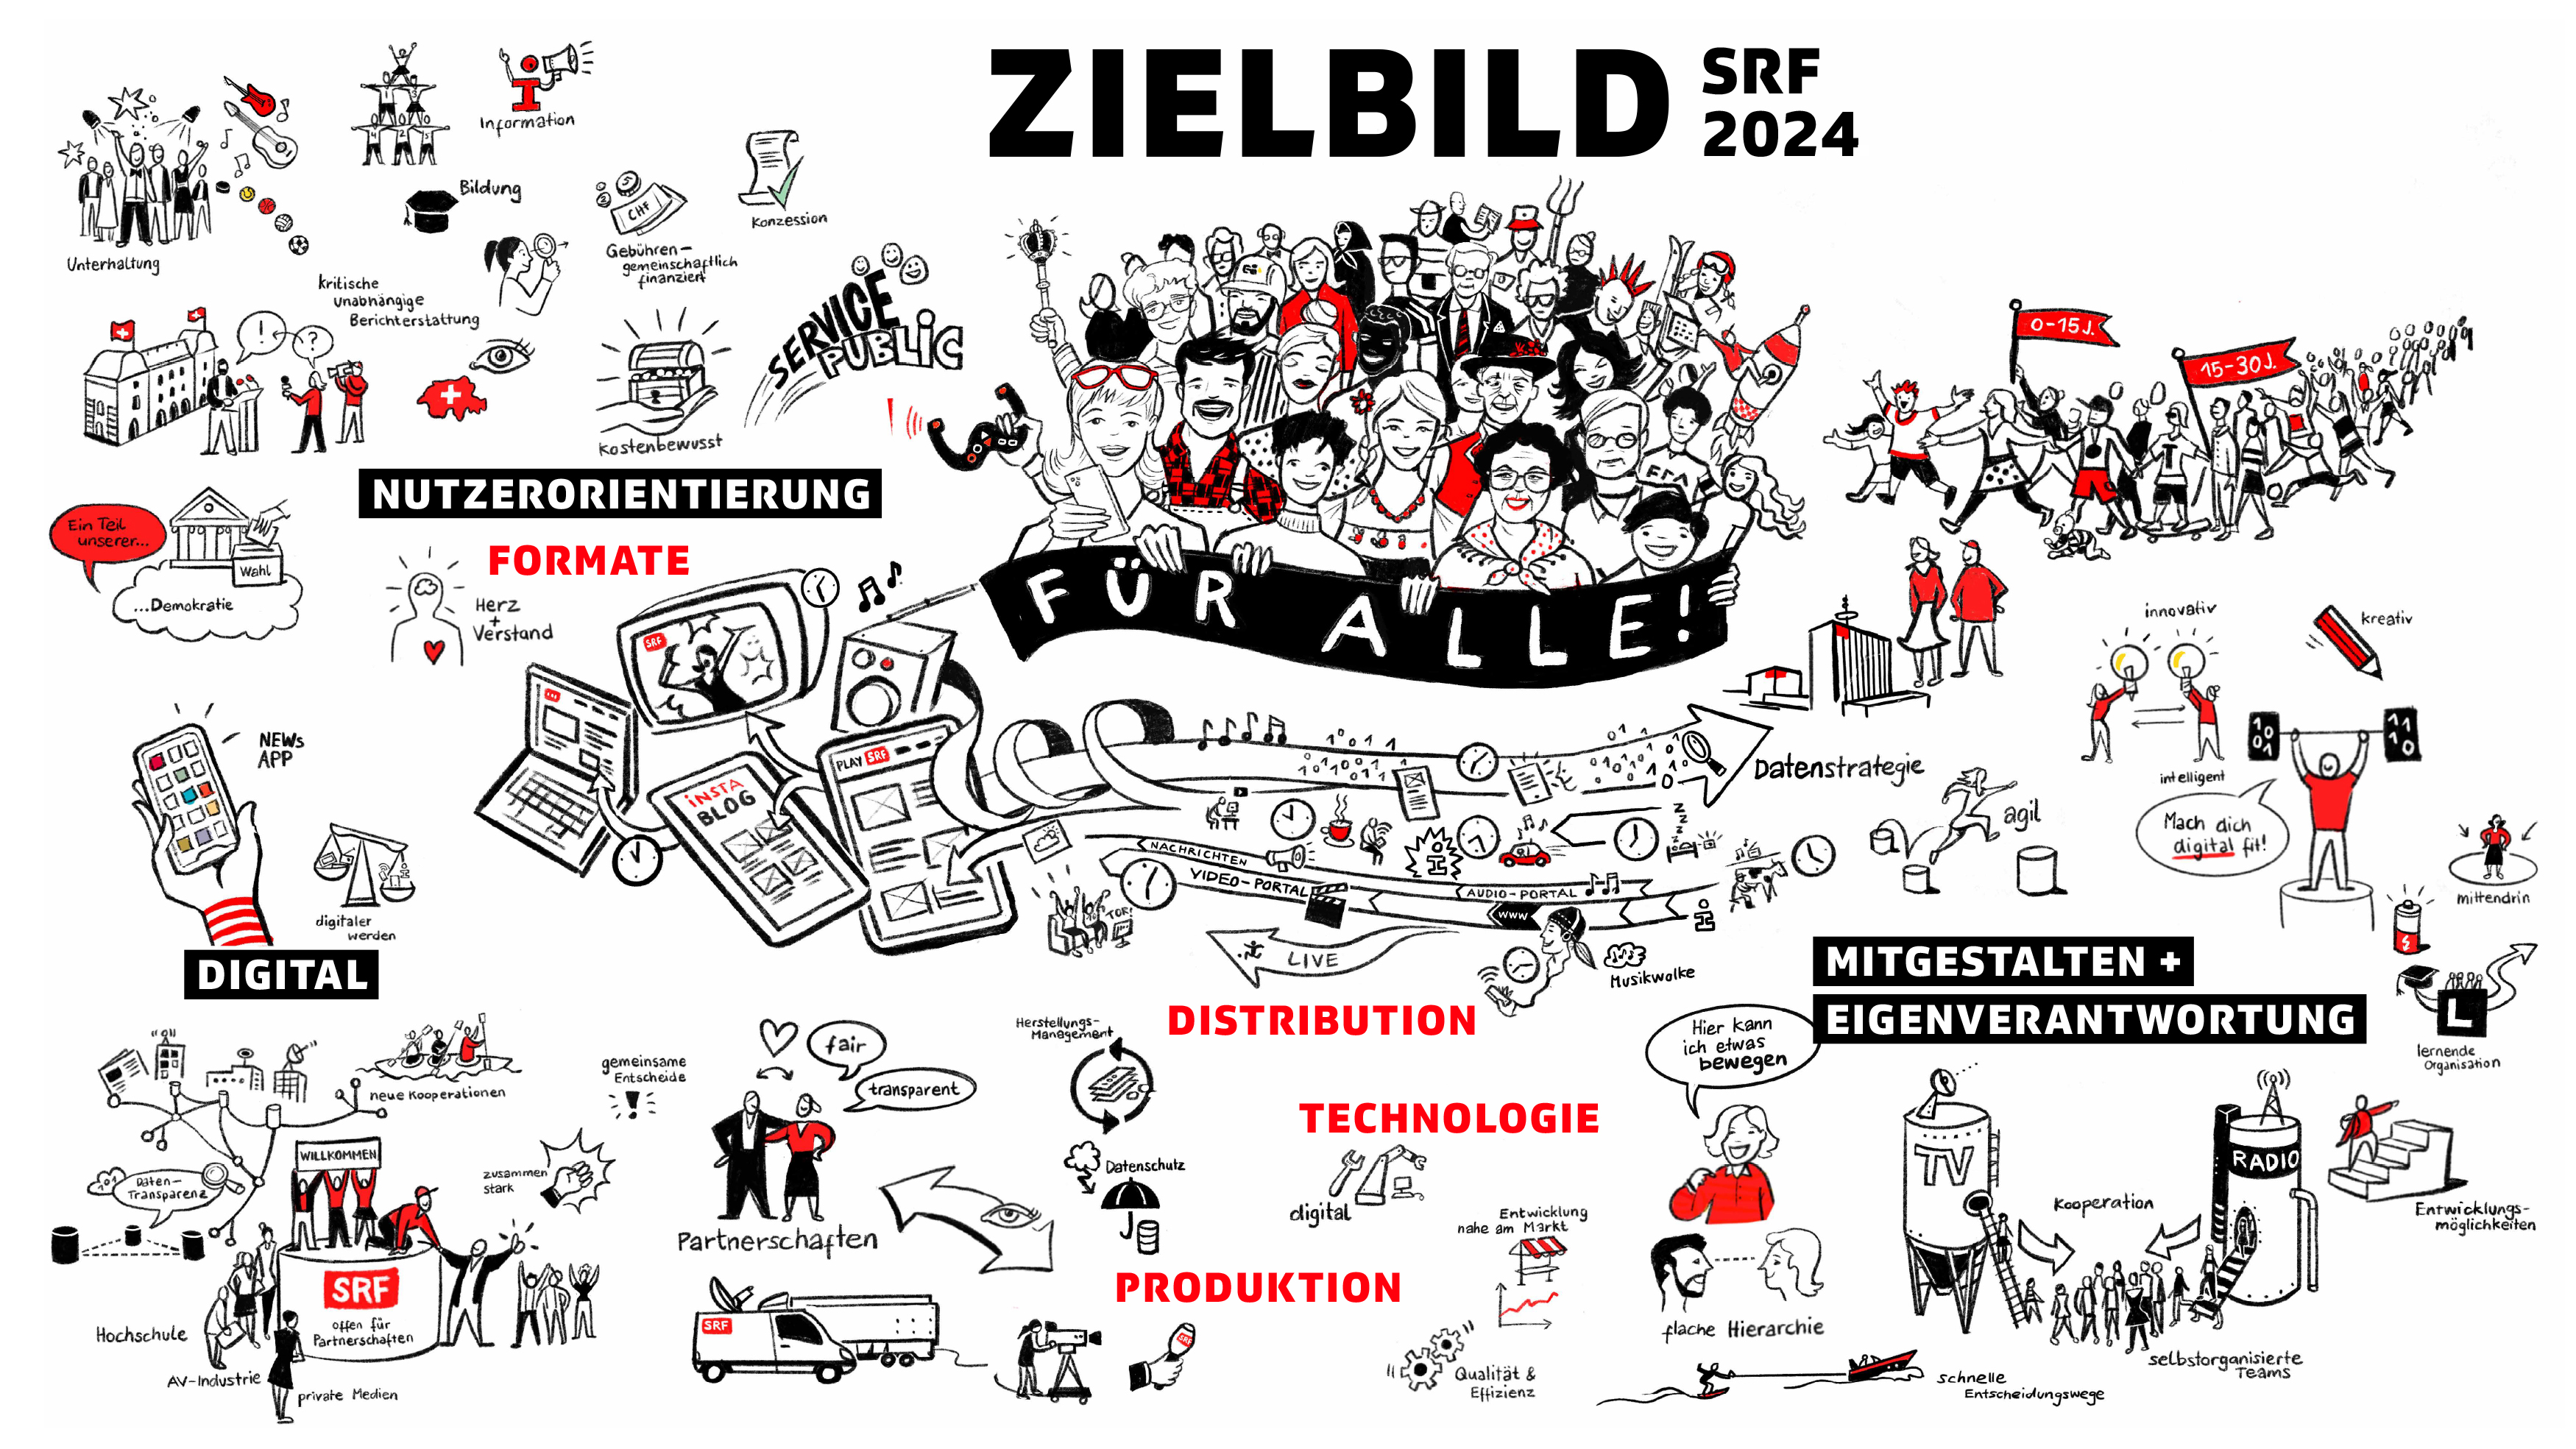 ZIELBILD
SRF
2024
Information
Bildung
Unterhaltung
CHF
Konzession
Gebühren-
gemeinschaftlich
finanziert
kritische
unabhängige
Berichterstattung
SERVICE
PUBLIC
kostenbewusst
0-15 J.
15-30 J.
NUTZERORIENTIERUNG
Ein Teil
unserer...
Wahl
...Demokratie
FORMATE
Herz
+
Verstand
FÜR ALLE!
innovativ
kreativ
intelligent
Mach dich
digital fit!
agil
mittendrin
NEWS
APP
digitaler
werden
DIGITAL
SRF
INSTA
BLOG
PLAY SRF
Datenstrategie
NACHRICHTEN
VIDEO-PORTAL
AUDIO-PORTAL
WWW
TOR!
LIVE
Musikwolke
DISTRIBUTION
MITGESTALTEN +
EIGENVERANTWORTUNG
L
lernende
Organisation
neue Kooperationen
gemeinsame
Entscheide
WILLKOMMEN
Daten-
Transparenz
zusammen
stark
SRF
offen für
Partnerschaften
Hochschule
AV-Industrie
private Medien
fair
transparent
Partnerschaften
Herstellungs-
Management
Datenschutz
TECHNOLOGIE
digital
Entwicklung
nahe am Markt
PRODUKTION
SRF
SRF
Qualität &
Effizienz
Hier kann
ich etwas
bewegen
flache Hierarchie
schnelle
Entscheidungswege
TV
RADIO
Kooperation
selbstorganisierte
Teams
Entwicklungs-
möglichkeiten